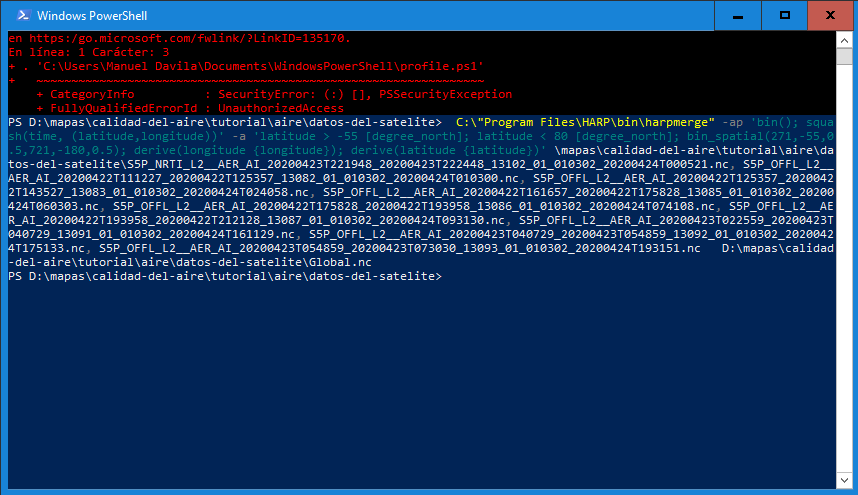 Windows PowerShell
en https:/go.microsoft.com/fwlink/?LinkID=135170.
En línea: 1 Carácter: 3
+ . 'C:\Users\Manuel Davila\Documents\WindowsPowerShell\profile.ps1'
+   ~~~~~~~~~~~~~~~~~~~~~~~~~~~~~~~~~~~~~~~~~~~~~~~~~~~~~~~~~~~~~~~~
    + CategoryInfo          : SecurityError: (:) [], PSSecurityException
    + FullyQualifiedErrorId : UnauthorizedAccess
PS D:\mapas\calidad-del-aire\tutorial\aire\datos-del-satelite>  C:\"Program Files\HARP\bin\harpmerge" -ap 'bin(); squa
sh(time, (latitude,longitude))' -a 'latitude > -55 [degree_north]; latitude < 80 [degree_north]; bin_spatial(271,-55,0
.5,721,-180,0.5); derive(longitude {longitude}); derive(latitude {latitude})' \mapas\calidad-del-aire\tutorial\aire\da
tos-del-satelite\S5P_NRTI_L2__AER_AI_20200423T221948_20200423T222448_13102_01_010302_20200424T000521.nc, S5P_OFFL_L2__
AER_AI_20200422T111227_20200422T125357_13082_01_010302_20200424T010300.nc, S5P_OFFL_L2__AER_AI_20200422T125357_2020042
2T143527_13083_01_010302_20200424T024058.nc, S5P_OFFL_L2__AER_AI_20200422T161657_20200422T175828_13085_01_010302_20200
424T060303.nc, S5P_OFFL_L2__AER_AI_20200422T175828_20200422T193958_13086_01_010302_20200424T074108.nc, S5P_OFFL_L2__AE
R_AI_20200422T193958_20200422T212128_13087_01_010302_20200424T093130.nc, S5P_OFFL_L2__AER_AI_20200423T022559_20200423T
040729_13091_01_010302_20200424T161129.nc, S5P_OFFL_L2__AER_AI_20200423T040729_20200423T054859_13092_01_010302_2020042
4T175133.nc, S5P_OFFL_L2__AER_AI_20200423T054859_20200423T073030_13093_01_010302_20200424T193151.nc   D:\mapas\calidad
-del-aire\tutorial\aire\datos-del-satelite\Global.nc
PS D:\mapas\calidad-del-aire\tutorial\aire\datos-del-satelite>